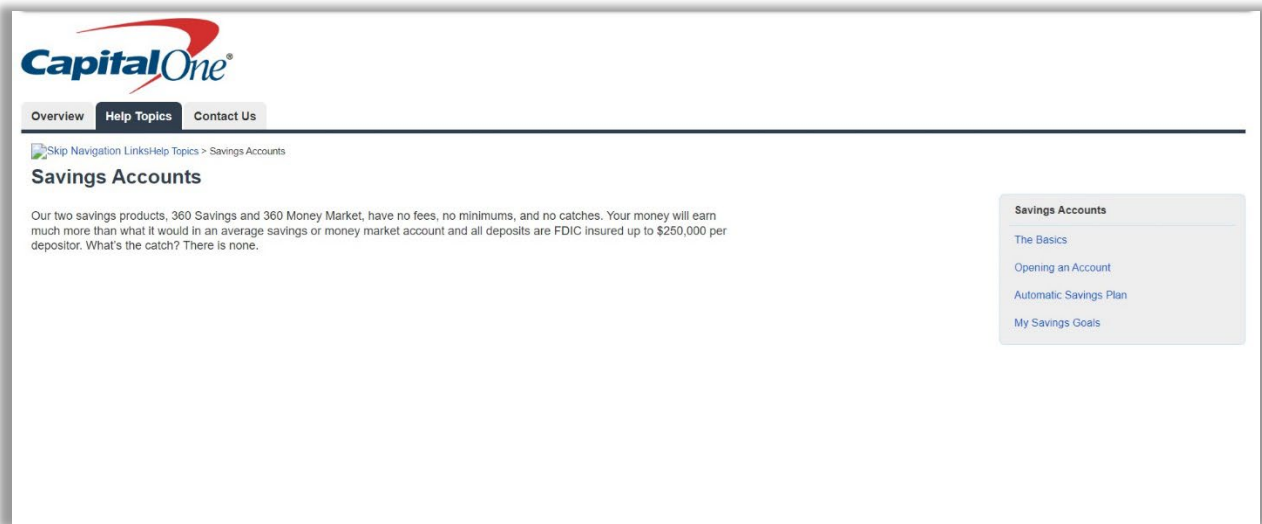 CapitalOne®
Overview Help Topics Contact Us
Skip Navigation LinksHelp Topics > Savings Accounts
Savings Accounts
Our two savings products, 360 Savings and 360 Money Market, have no fees, no minimums, and no catches. Your money will earn
much more than what it would in an average savings or money market account and all deposits are FDIC insured up to $250,000 per
depositor. What's the catch? There is none.
Savings Accounts
The Basics
Opening an Account
Automatic Savings Plan
My Savings Goals